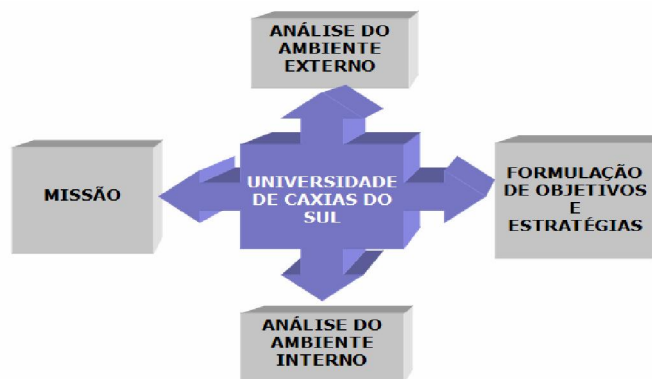 ANÁLISE DO
AMBIENTE
EXTERNO
MISSÃO
UNIVERSIDADE
DE CAXIAS DO
SUL
FORMULAÇÃO
DE OBJETIVOS
E
ESTRATÉGIAS
ANÁLISE DO
AMBIENTE
INTERNO